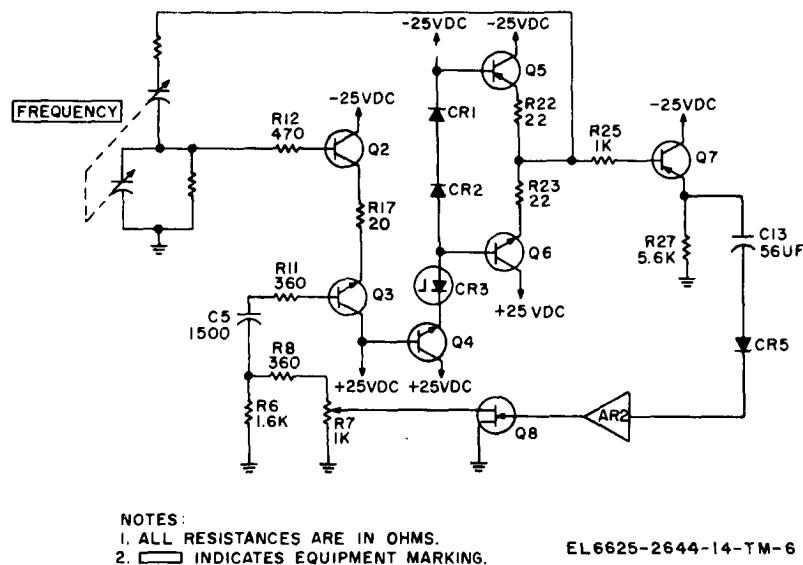 -25VDC
-25VDC
Q5
FREQUENCY
-25VDC
R12
470
Q2
CR1
R22
22
-25VDC
R25
1K
Q7
CR2
R17
20
R23
22
R11
360
Q3
Q6
R27
5.6K
C13
56UF
C5
1500
CR3
+25 VDC
R8
360
Q4
CR5
+25VDC
+25VDC
R6
1.6K
R7
1K
Q8
AR2
NOTES:
1. ALL RESISTANCES ARE IN OHMS.
2. INDICATES EQUIPMENT MARKING.
EL6625-2644-14-TM-6